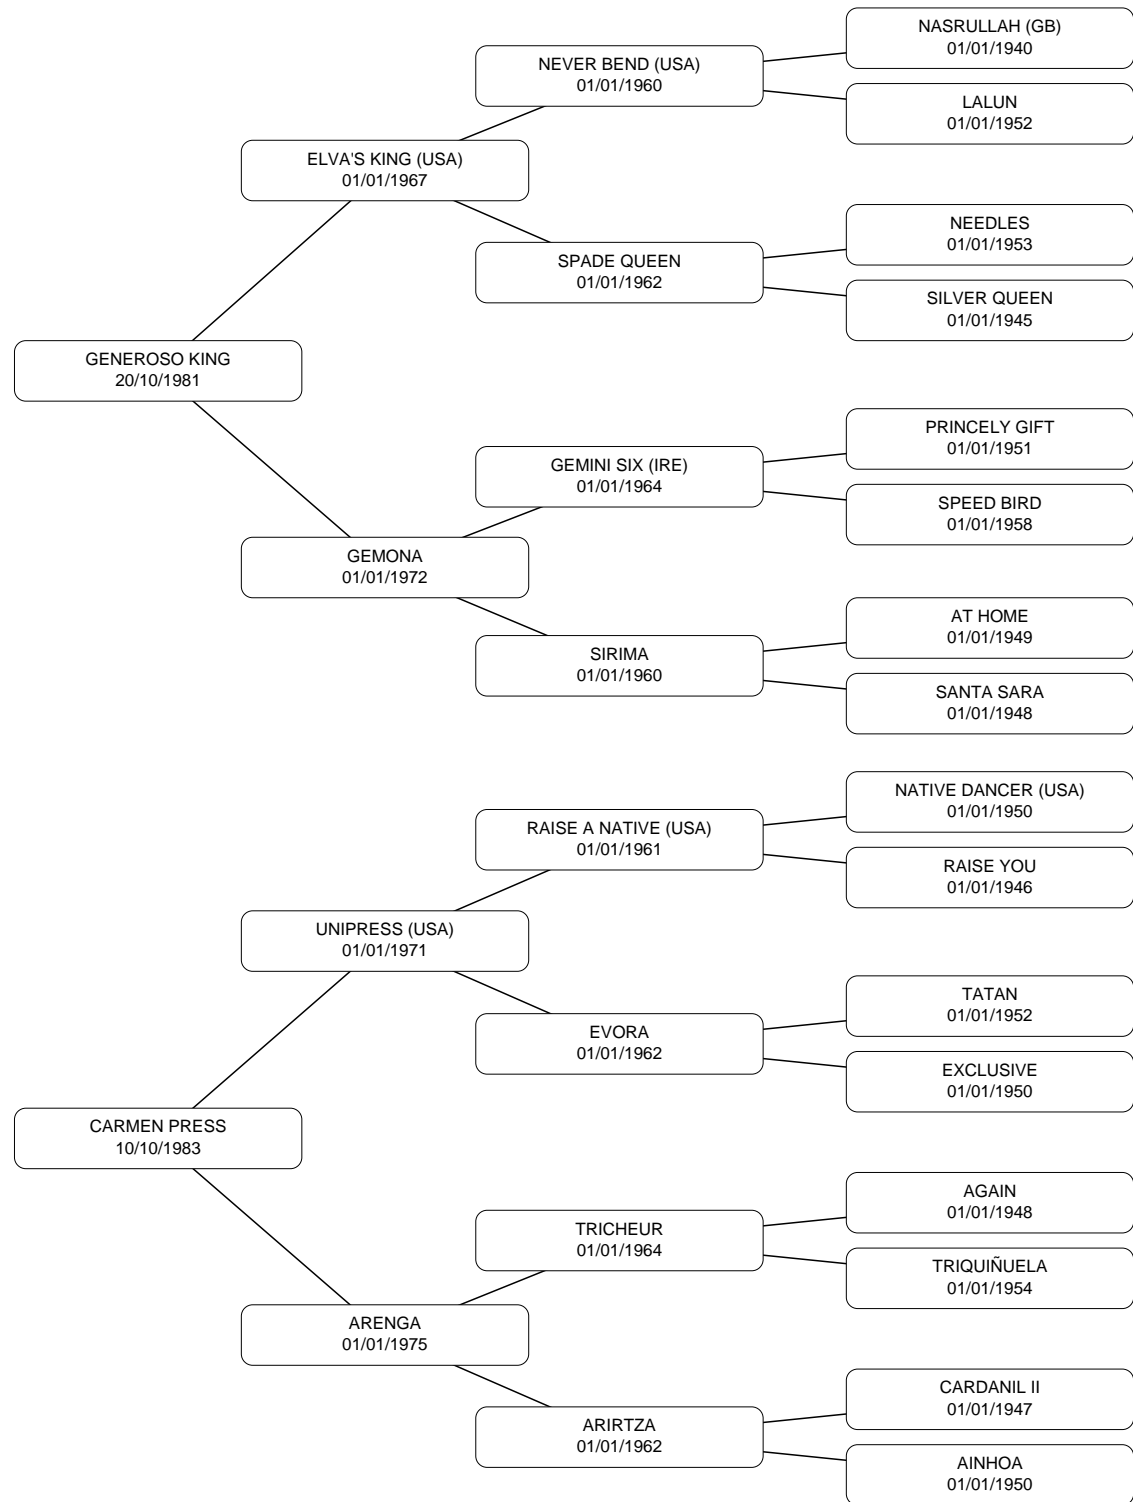 NASRULLAH (GB)
01/01/1940
NEVER BEND (USA)
01/01/1960
LALUN
01/01/1952
ELVA'S KING (USA)
01/01/1967
NEEDLES
01/01/1953
SPADE QUEEN
01/01/1962
SILVER QUEEN
01/01/1945
GENEROSO KING
20/10/1981
PRINCELY GIFT
01/01/1951
GEMINI SIX (IRE)
01/01/1964
SPEED BIRD
01/01/1958
GEMONA
01/01/1972
AT HOME
01/01/1949
SIRIMA
01/01/1960
SANTA SARA
01/01/1948
NATIVE DANCER (USA)
01/01/1950
RAISE A NATIVE (USA)
01/01/1961
RAISE YOU
01/01/1946
UNIPRESS (USA)
01/01/1971
TATAN
01/01/1952
EVORA
01/01/1962
EXCLUSIVE
01/01/1950
CARMEN PRESS
10/10/1983
AGAIN
01/01/1948
TRICHEUR
01/01/1964
TRIQUIÑUELA
01/01/1954
ARENGA
01/01/1975
CARDANIL II
01/01/1947
ARIRTZA
01/01/1962
AINHOA
01/01/1950